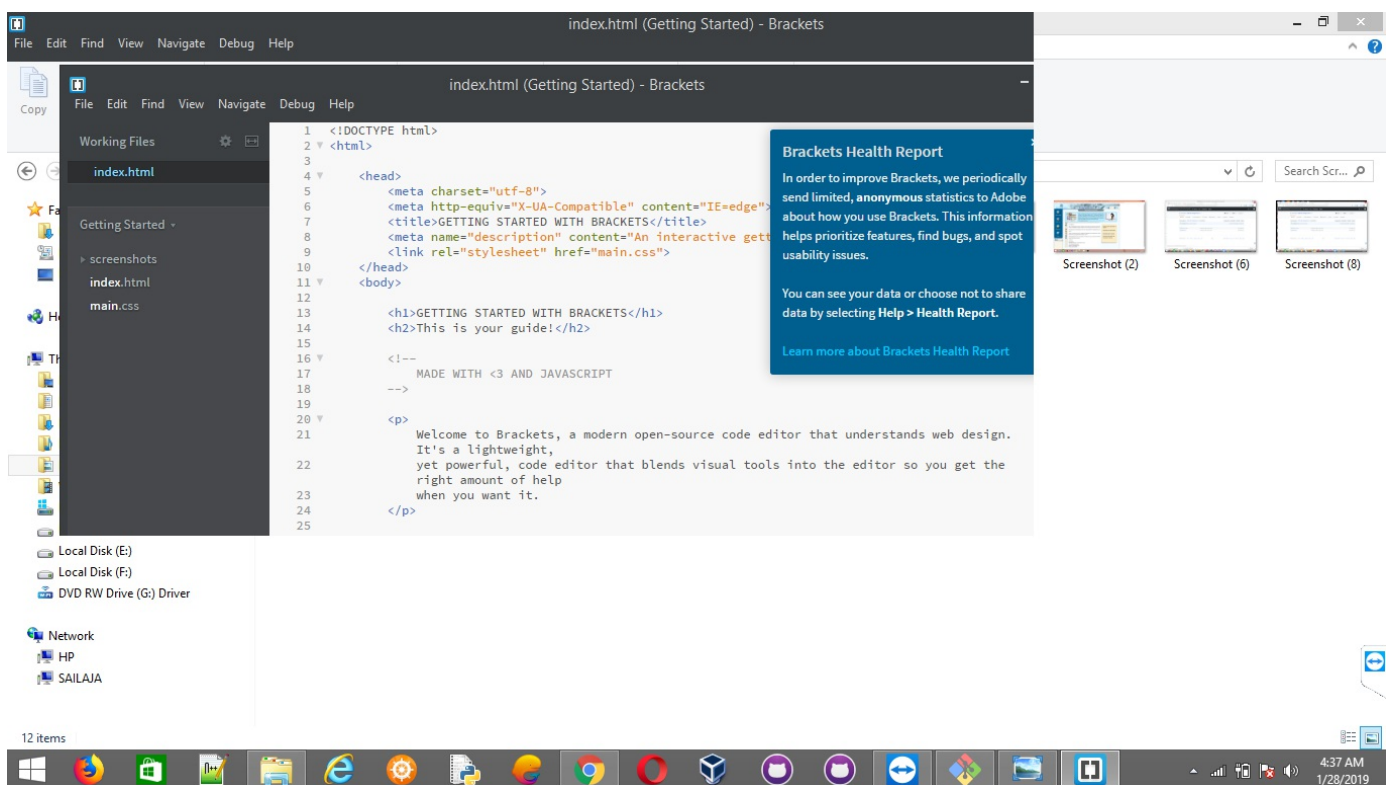 index.html (Getting Started) - Brackets
File Edit Find View Navigate Debug Help
Copy
index.html (Getting Started) - Brackets
File Edit Find View Navigate Debug Help
Working Files
index.html
Getting Started
screenshots
index.html
main.css
1 <!DOCTYPE html>
2 <html>
3
4 <head>
5 <meta charset="utf-8">
6 <meta http-equiv="X-UA-Compatible" content="IE=edge">
7 <title>GETTING STARTED WITH BRACKETS</title>
8 <meta name="description" content="An interactive gett
9 <link rel="stylesheet" href="main.css">
10 </head>
11 <body>
12
13 <h1>GETTING STARTED WITH BRACKETS</h1>
14 <h2>This is your guide!</h2>
15
16 <!--
17 MADE WITH <3 AND JAVASCRIPT
18 -->
19
20 <p>
21 Welcome to Brackets, a modern open-source code editor that understands web design.
It's a lightweight,
22 yet powerful, code editor that blends visual tools into the editor so you get the
right amount of help
23 when you want it.
24 </p>
25
Brackets Health Report
In order to improve Brackets, we periodically
send limited, anonymous statistics to Adobe
about how you use Brackets. This information
helps prioritize features, find bugs, and spot
usability issues.
You can see your data or choose not to share
data by selecting Help > Health Report.
Learn more about Brackets Health Report
Search Scr...
Screenshot (2)
Screenshot (6)
Screenshot (8)
Fa
Th
Local Disk (E:)
Local Disk (F:)
DVD RW Drive (G:) Driver
Network
HP
SAILAJA
12 items
4:37 AM
1/28/2019